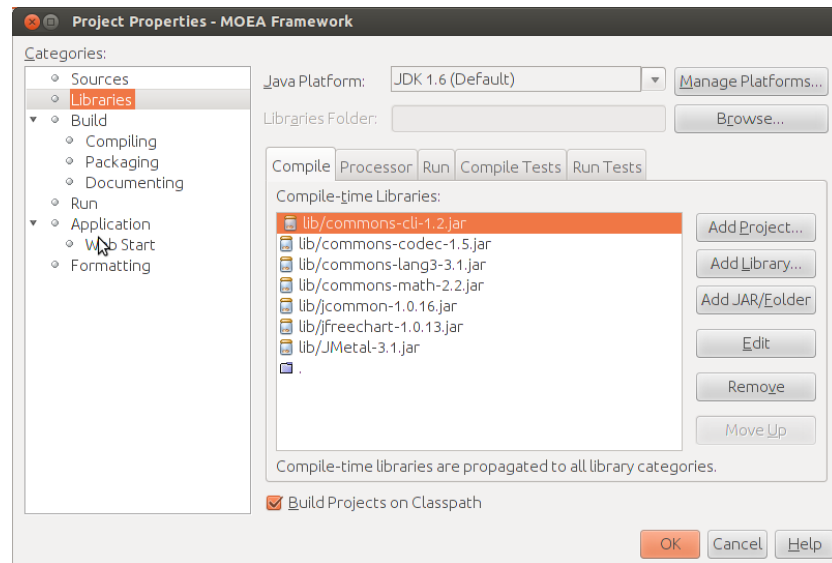 Project Properties - MOEA Framework
Categories:
Sources
Libraries
Build
Compiling
Packaging
Documenting
Run
Application
Web Start
Formatting
Java Platform:
JDK 1.6 (Default)
Manage Platforms...
Libraries Folder:
Browse...
Compile Processor Run Compile Tests Run Tests
Compile-time Libraries:
lib/commons-cli-1.2.jar
lib/commons-codec-1.5.jar
lib/commons-lang3-3.1.jar
lib/commons-math-2.2.jar
lib/jcommon-1.0.16.jar
lib/jfreechart-1.0.13.jar
lib/JMetal-3.1.jar
.
Add Project...
Add Library...
Add JAR/Folder
Edit
Remove
Move Up
Compile-time libraries are propagated to all library categories.
Build Projects on Classpath
OK Cancel Help